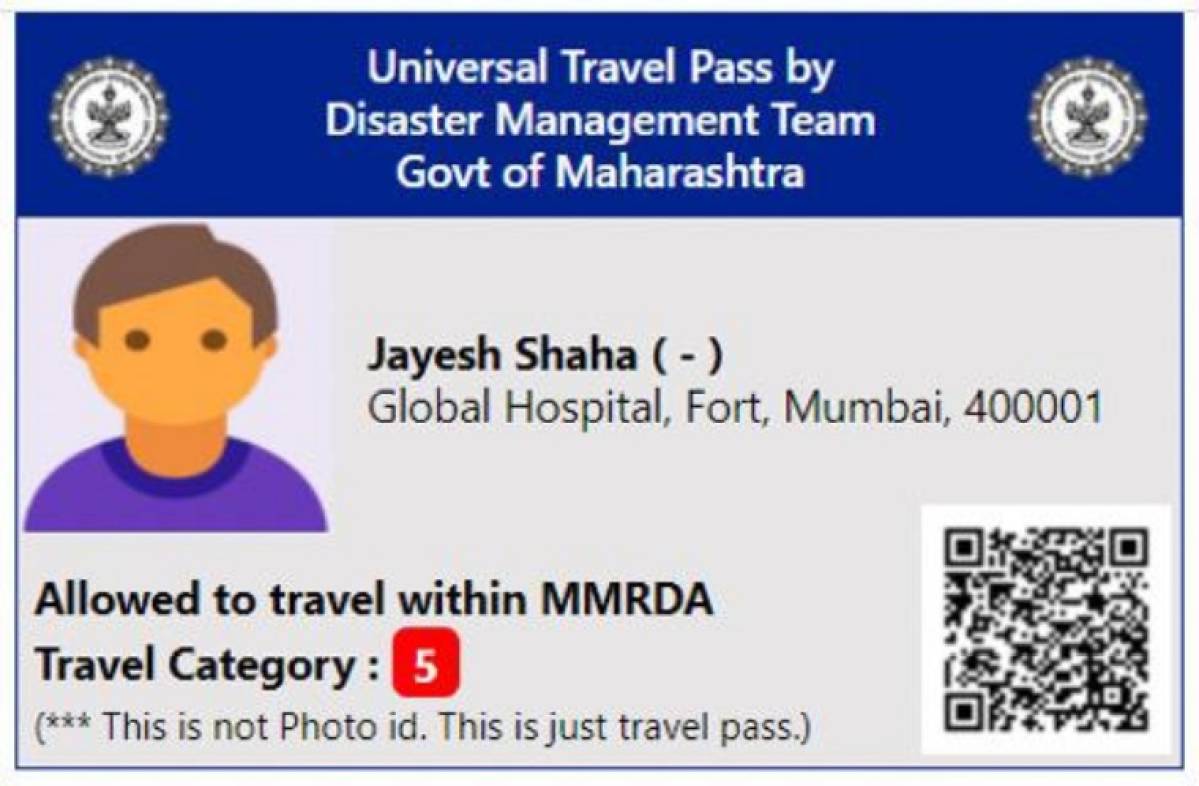 Universal Travel Pass by
Disaster Management Team
Govt of Maharashtra
Jayesh Shaha ( - )
Global Hospital, Fort, Mumbai, 400001
Allowed to travel within MMRDA
Travel Category : 5
(*** This is not Photo id. This is just travel pass.)